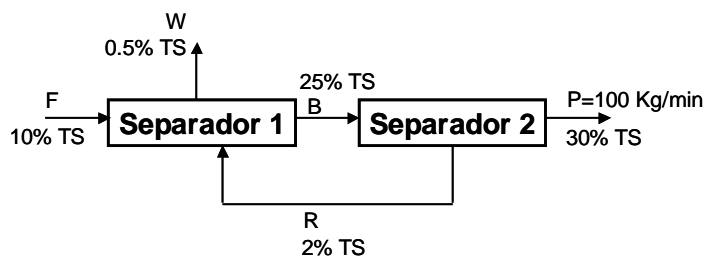 W
0.5% TS
25% TS
F
B
P=100 Kg/min
10% TS
Separador 1
Separador 2
30% TS
R
2% TS